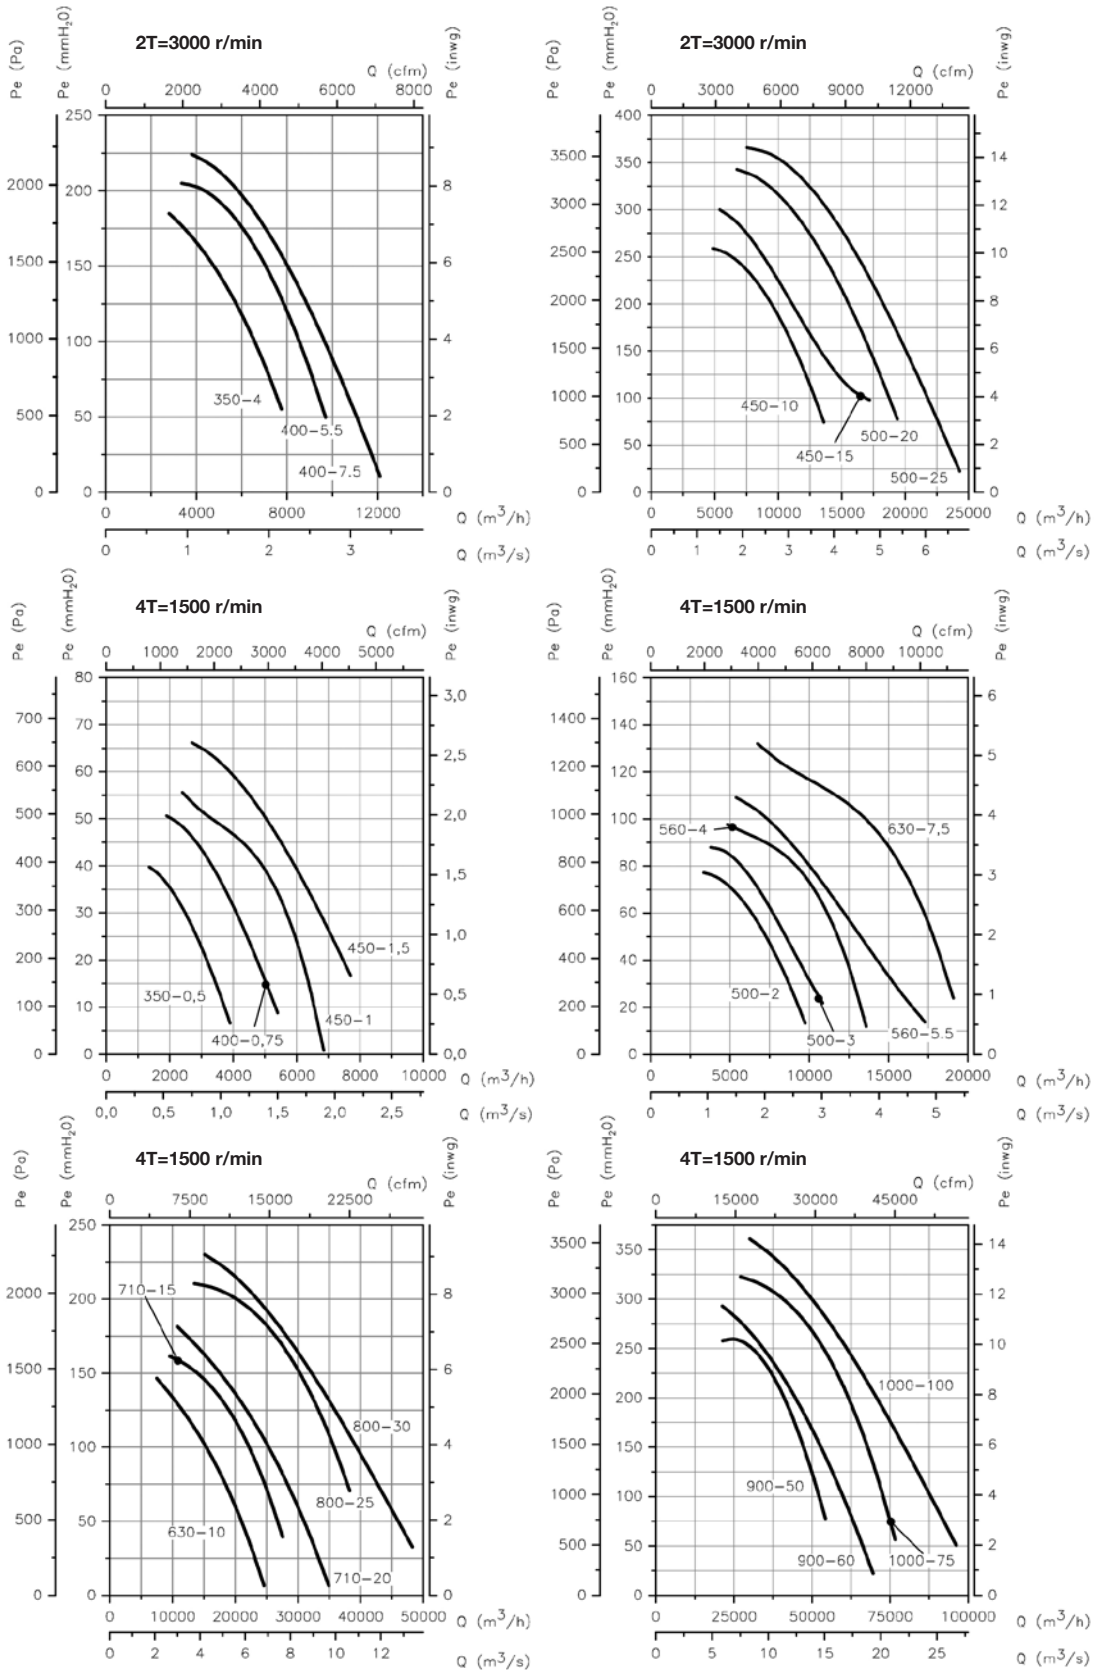 2T=3000 r/min
Pe (Pa)
Pe (mmH2O)
Pe (inwg)
Q (cfm)
0 2000 4000 6000 8000
250
200
150
100
50
0
2000
1500
1000
500
0
8
6
4
2
0
350-4
400-5.5
400-7.5
0 4000 8000 12000 Q (m3/h)
0 1 2 3
Q (m3/s)
2T=3000 r/min
Pe (Pa)
Pe (mmH2O)
Pe (inwg)
Q (cfm)
0 3000 6000 9000 12000
400
350
300
250
200
150
100
50
0
3500
3000
2500
2000
1500
1000
500
0
14
12
10
8
6
4
2
0
450-10
450-15
500-20
500-25
0 5000 10000 15000 20000 25000 Q (m3/h)
0 1 2 3 4 5 6 Q (m3/s)
4T=1500 r/min
Pe (Pa)
Pe (mmH2O)
Pe (inwg)
Q (cfm)
0 1000 2000 3000 4000 5000
80
70
60
50
40
30
20
10
0
700
600
500
400
300
200
100
0
3,0
2,5
2,0
1,5
1,0
0,5
0,0
450-1,5
350-0,5
450-1
400-0,75
0 2000 4000 6000 8000 10000 Q (m3/h)
0,0 0,5 1,0 1,5 2,0 2,5 Q (m3/s)
4T=1500 r/min
Pe (Pa)
Pe (mmH2O)
Pe (inwg)
Q (cfm)
0 2000 4000 6000 8000 10000
160
140
120
100
80
60
40
20
0
1400
1200
1000
800
600
400
200
0
6
5
4
3
2
1
0
560-4
630-7,5
500-2
500-3
560-5.5
0 5000 10000 15000 20000 Q (m3/h)
0 1 2 3 4 5 Q (m3/s)
4T=1500 r/min
Pe (Pa)
Pe (mmH2O)
Pe (inwg)
Q (cfm)
0 7500 15000 22500
250
200
150
100
50
0
2000
1500
1000
500
0
8
6
4
2
0
710-15
800-30
800-25
630-10
710-20
0 10000 20000 30000 40000 50000 Q (m3/h)
0 2 4 6 8 10 12
Q (m3/s)
4T=1500 r/min
Pe (Pa)
Pe (mmH2O)
Pe (inwg)
Q (cfm)
0 15000 30000 45000
350
300
250
200
150
100
50
0
3500
3000
2500
2000
1500
1000
500
0
14
12
10
8
6
4
2
0
1000-100
900-50
900-60
1000-75
0 25000 50000 75000 100000
Q (m3/h)
0 5 10 15 20 25
Q (m3/s)